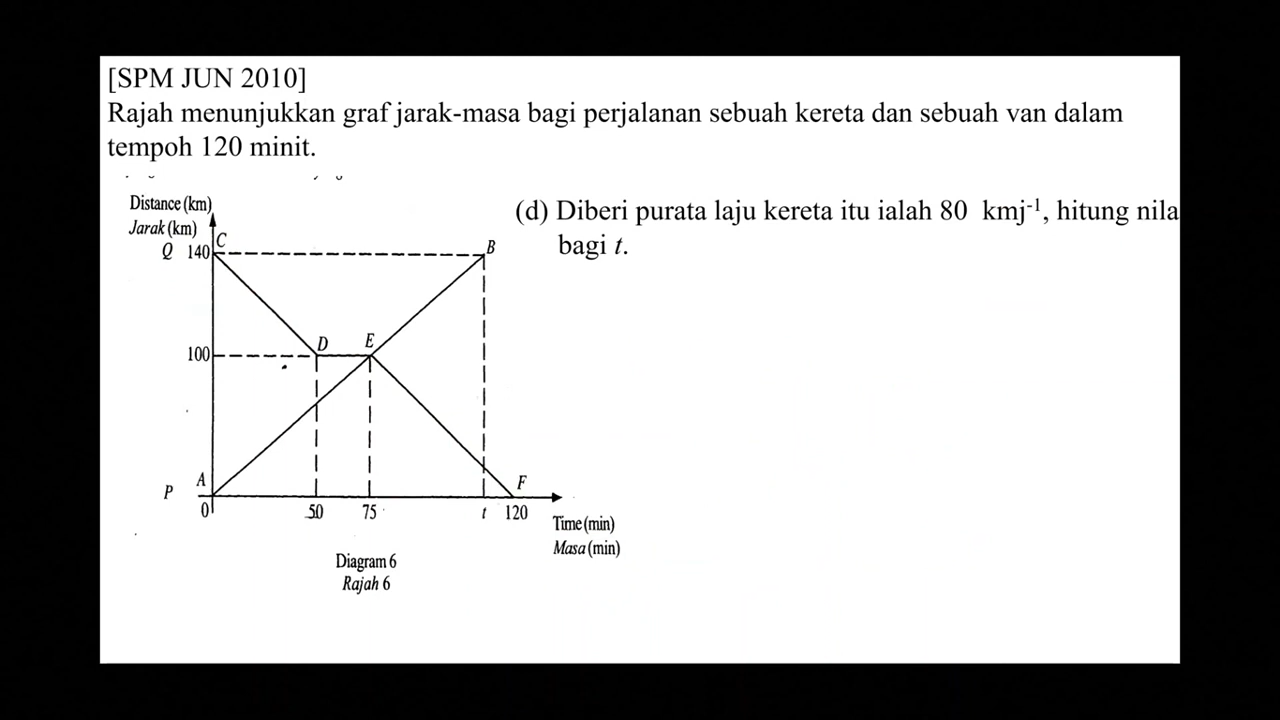 [SPM JUN 2010]
Rajah menunjukkan graf jarak-masa bagi perjalanan sebuah kereta dan sebuah van dalam
tempoh 120 minit.
(d) Diberi purata laju kereta itu ialah 80 kmj⁻¹, hitung nila
bagi t.
Distance (km)
Jarak (km)
Q 140 C B
100 D E
P A F
0 50 75 t 120
Time (min)
Masa (min)
Diagram 6
Rajah 6